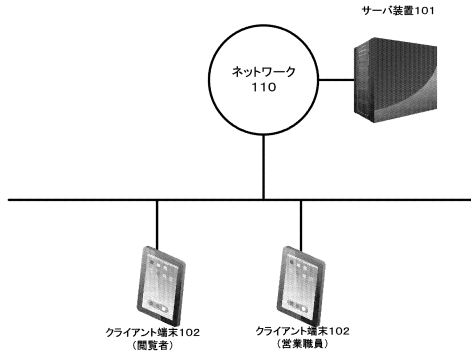 サーバ装置101
ネットワーク
110
クライアント端末102
(閲覧者)
クライアント端末102
(営業職員)